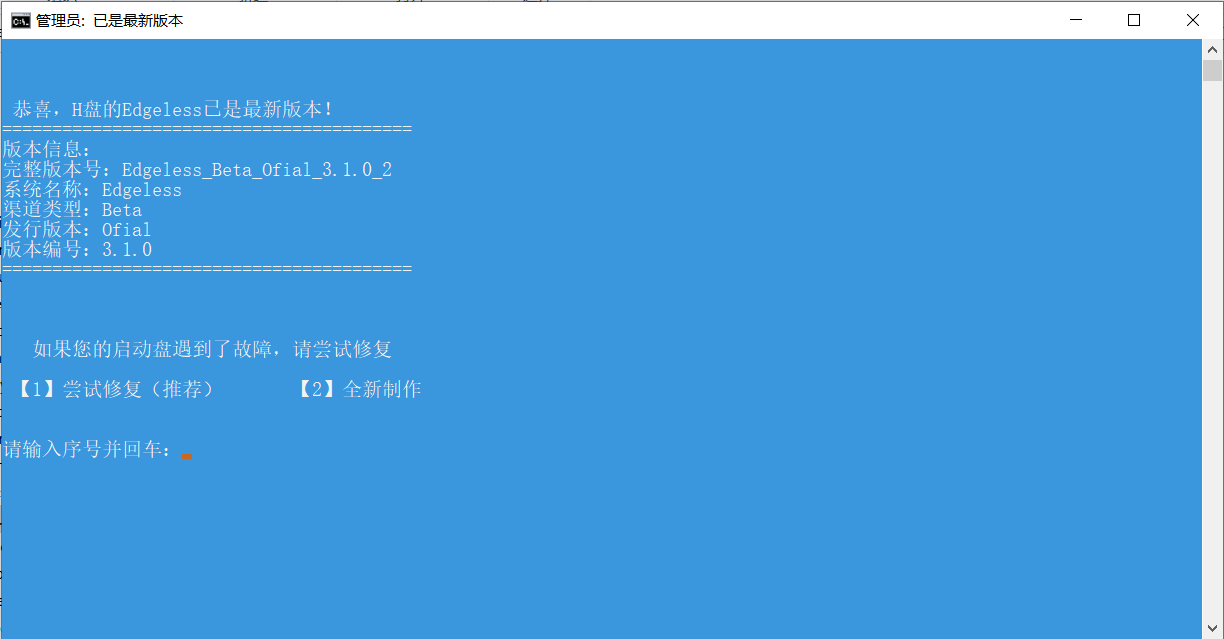 管理员: 已是最新版本
恭喜，H盘的Edgeless已是最新版本！
=========================================
版本信息：
完整版本号：Edgeless_Beta_Ofial_3.1.0_2
系统名称：Edgeless
渠道类型：Beta
发行版本：Ofial
版本编号：3.1.0
=========================================
如果您的启动盘遇到了故障，请尝试修复
【1】尝试修复（推荐） 【2】全新制作
请输入序号并回车：